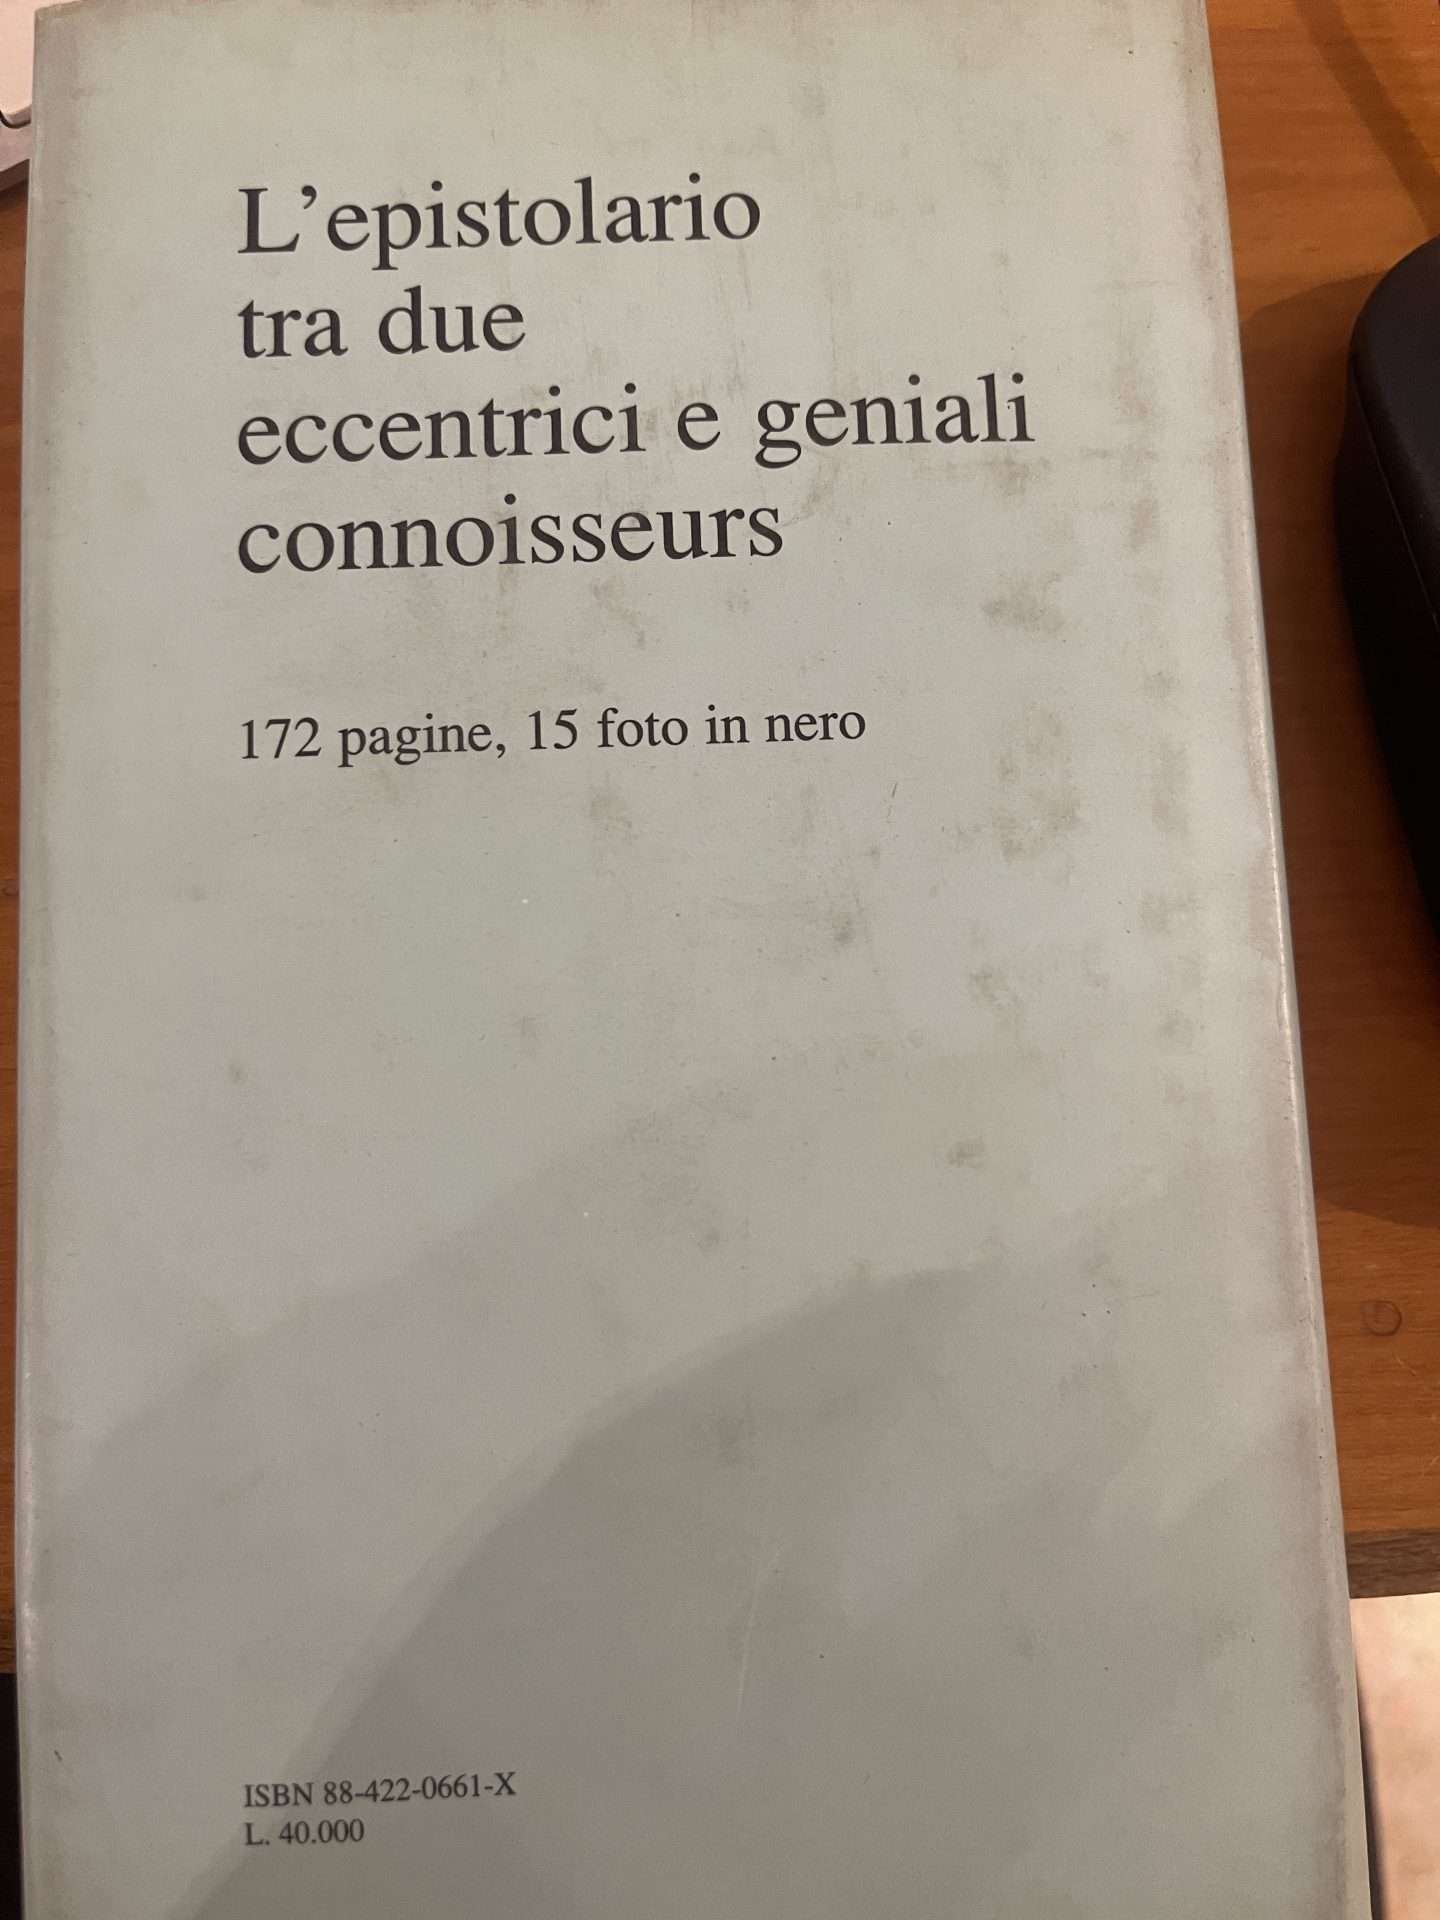 L’epistolario
tra due
eccentrici e geniali
connoisseurs
172 pagine, 15 foto in nero
ISBN 88-422-0661-X
L. 40.000